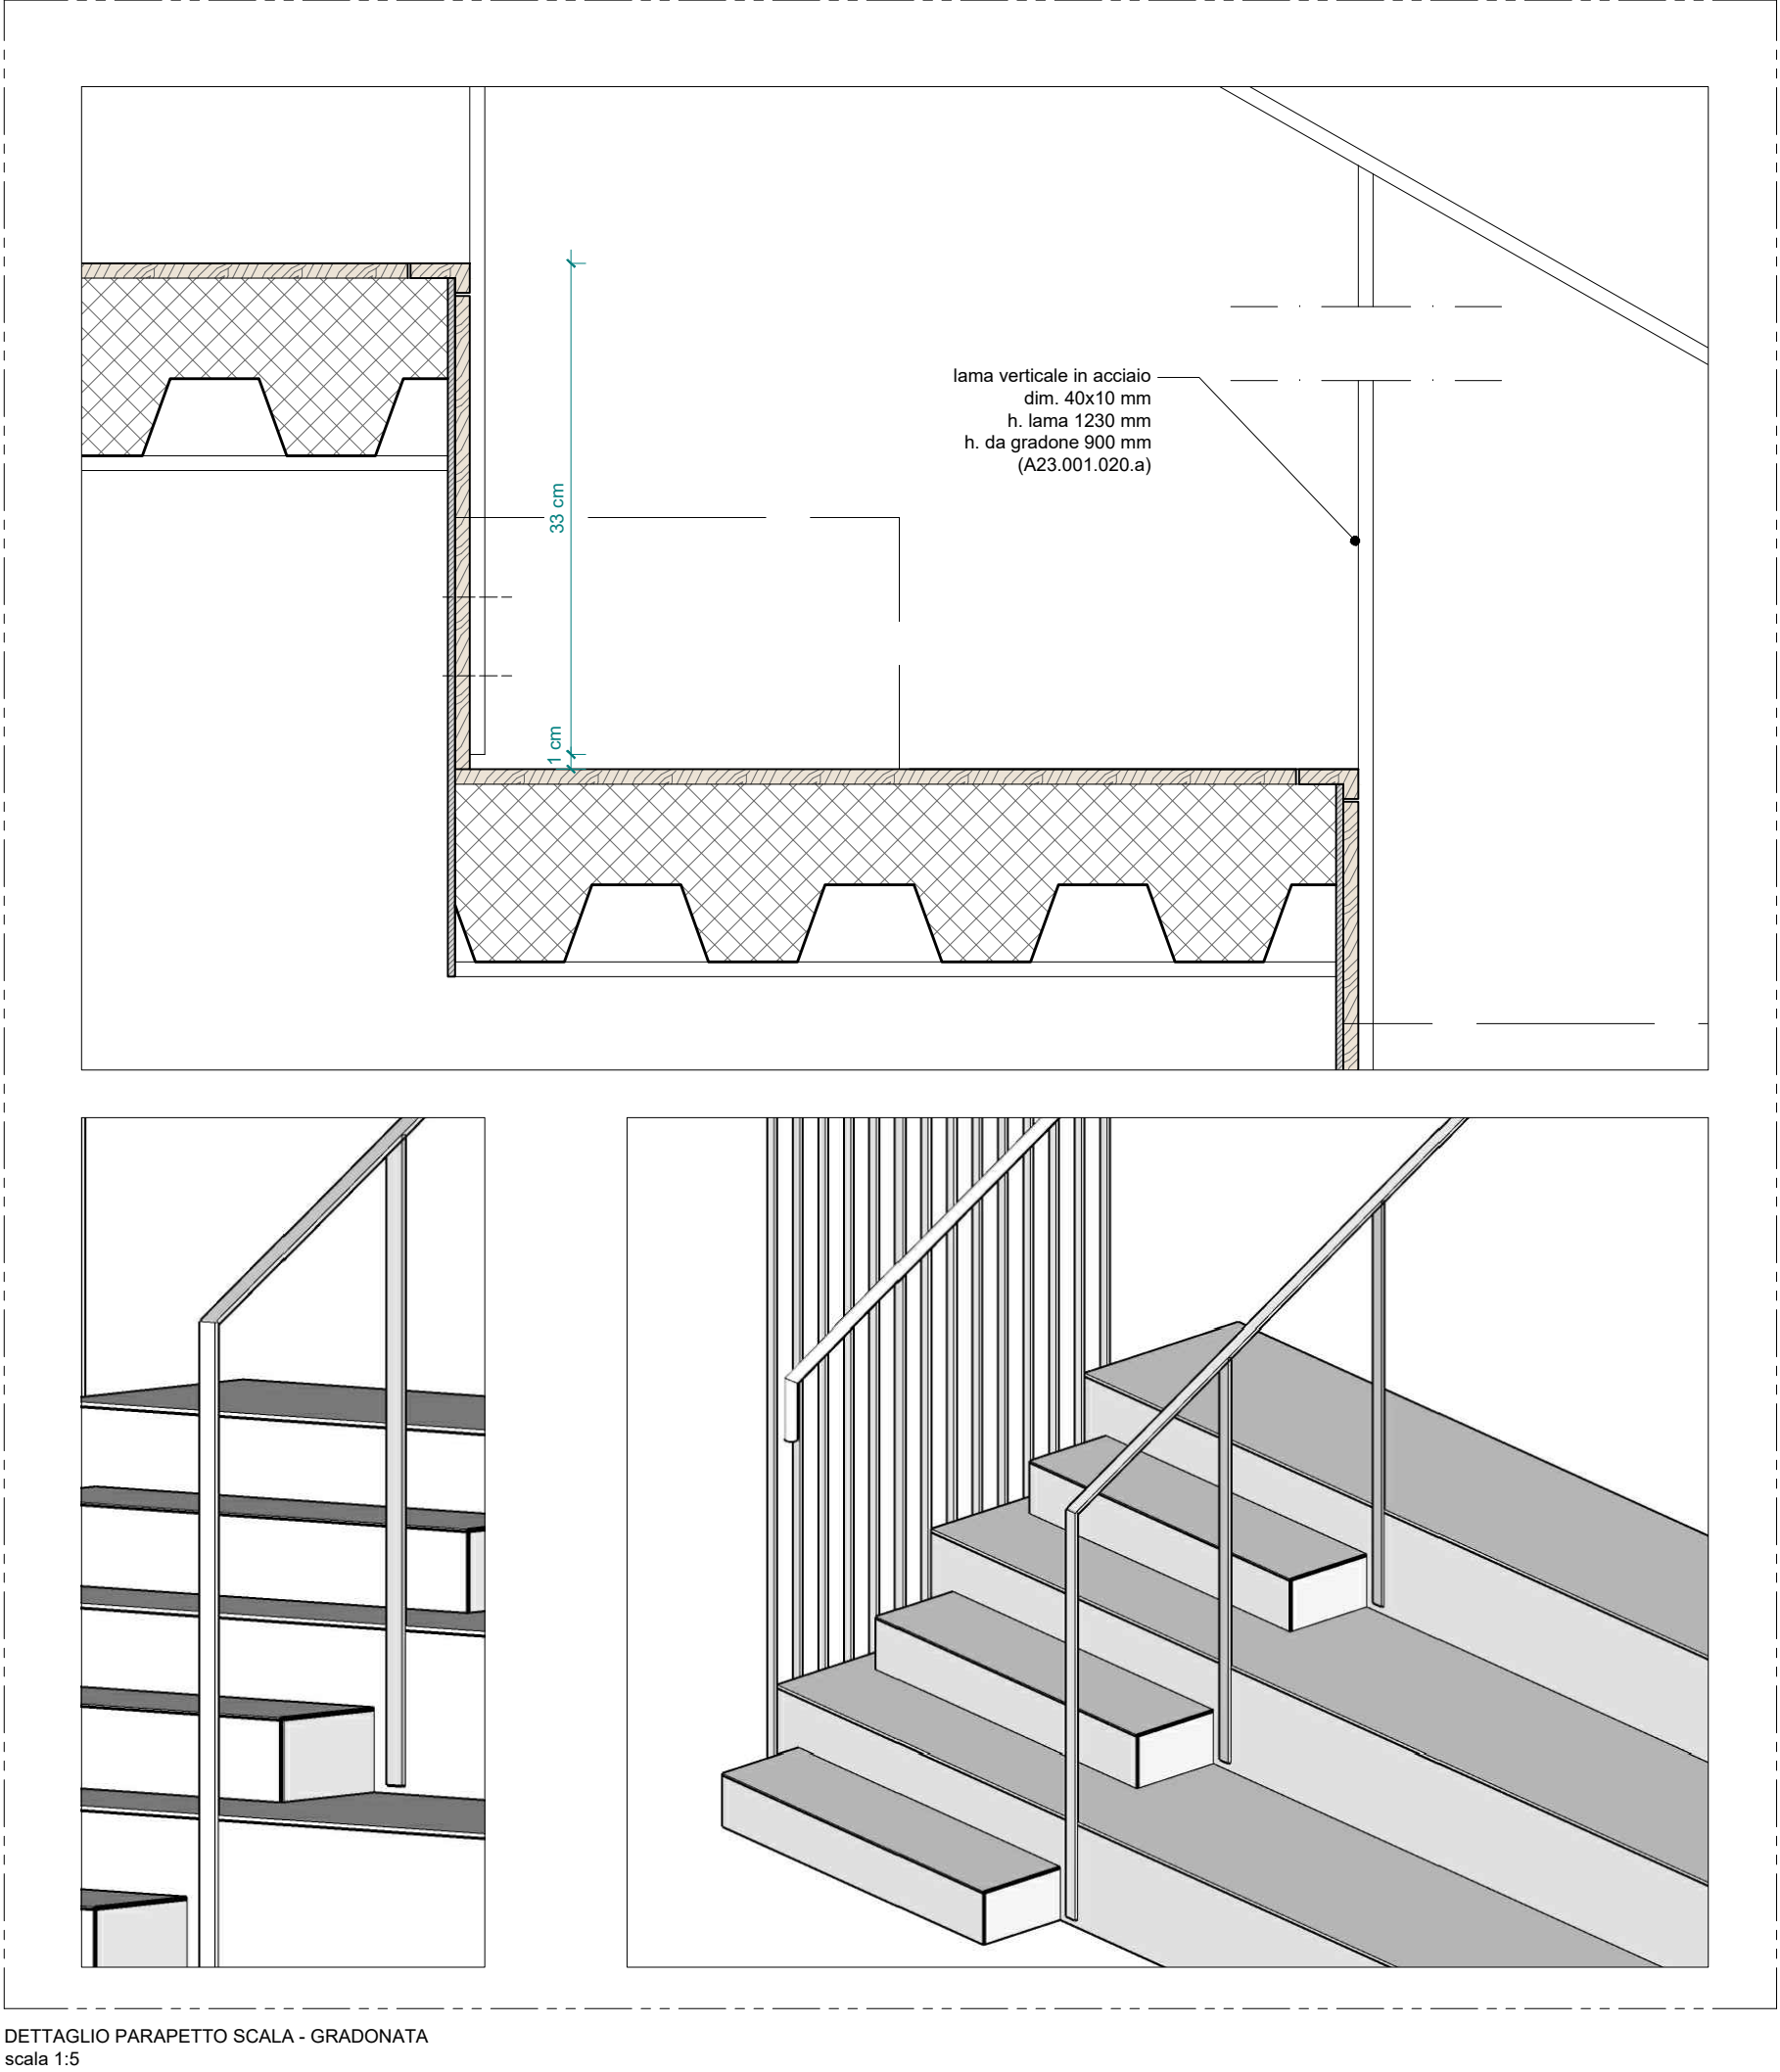 lama verticale in acciaio
dim. 40x10 mm
h. lama 1230 mm
h. da gradone 900 mm
(A23.001.020.a)
33 cm
1 cm
DETTAGLIO PARAPETTO SCALA - GRADONATA
scala 1:5